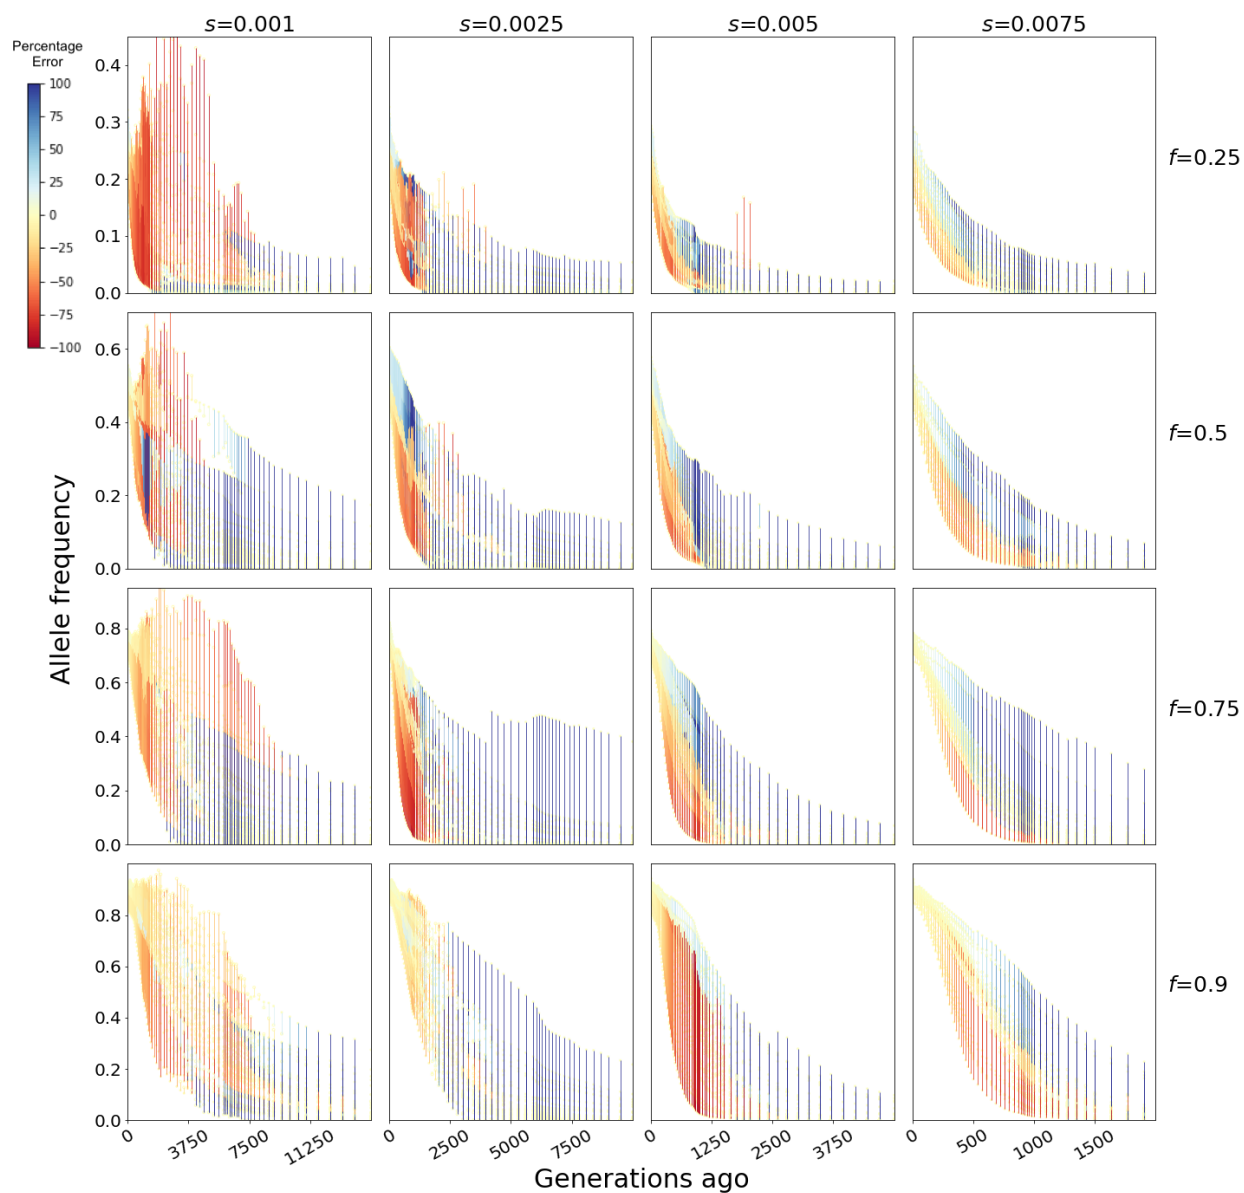 s=0.001 s=0.0025 s=0.005 s=0.0075
Percentage
Error
100
75
50
25
0
−25
−50
−75
−100
0.4
0.3
0.2
0.1
0.0
f=0.25
0.6
0.4
0.2
0.0
f=0.5
0.8
0.6
0.4
0.2
0.0
f=0.75
0.8
0.6
0.4
0.2
0.0
f=0.9
Allele frequency
0 3750 7500 11250 0 2500 5000 7500 0 1250 2500 3750 0 500 1000 1500
Generations ago